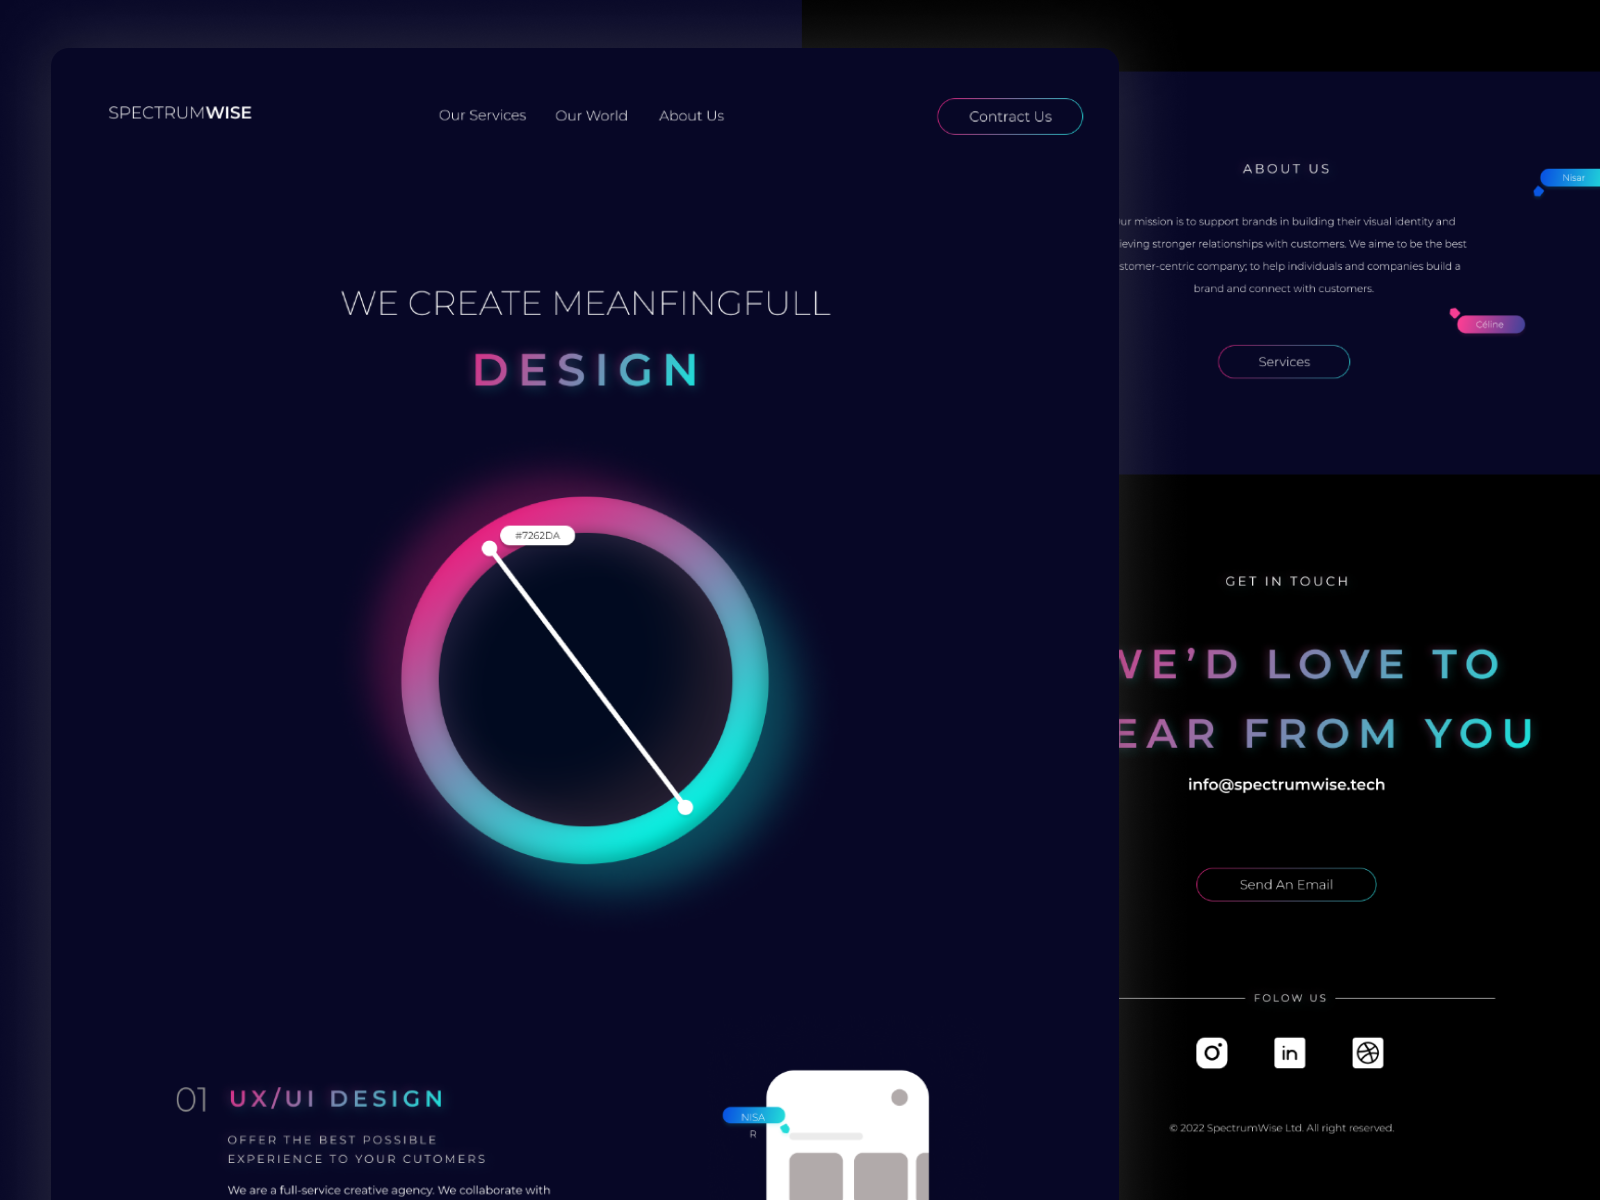 SPECTRUMWISE
Our Services
Our World
About Us
Contract Us
WE CREATE MEANFINGFULL
DESIGN
#7262DA
01
UX/UI DESIGN
OFFER THE BEST POSSIBLE
EXPERIENCE TO YOUR CUTOMERS
We are a full-service creative agency. We collaborate with
NISA
R
ABOUT US
Nisar
ur mission is to support brands in building their visual identity and
ieving stronger relationships with customers. We aime to be the best
stomer-centric company; to help individuals and companies build a
brand and connect with customers.
Céline
Services
GET IN TOUCH
WE'D LOVE TO
EAR FROM YOU
info@spectrumwise.tech
Send An Email
FOLOW US
in
© 2022 SpectrumWise Ltd. All right reserved.